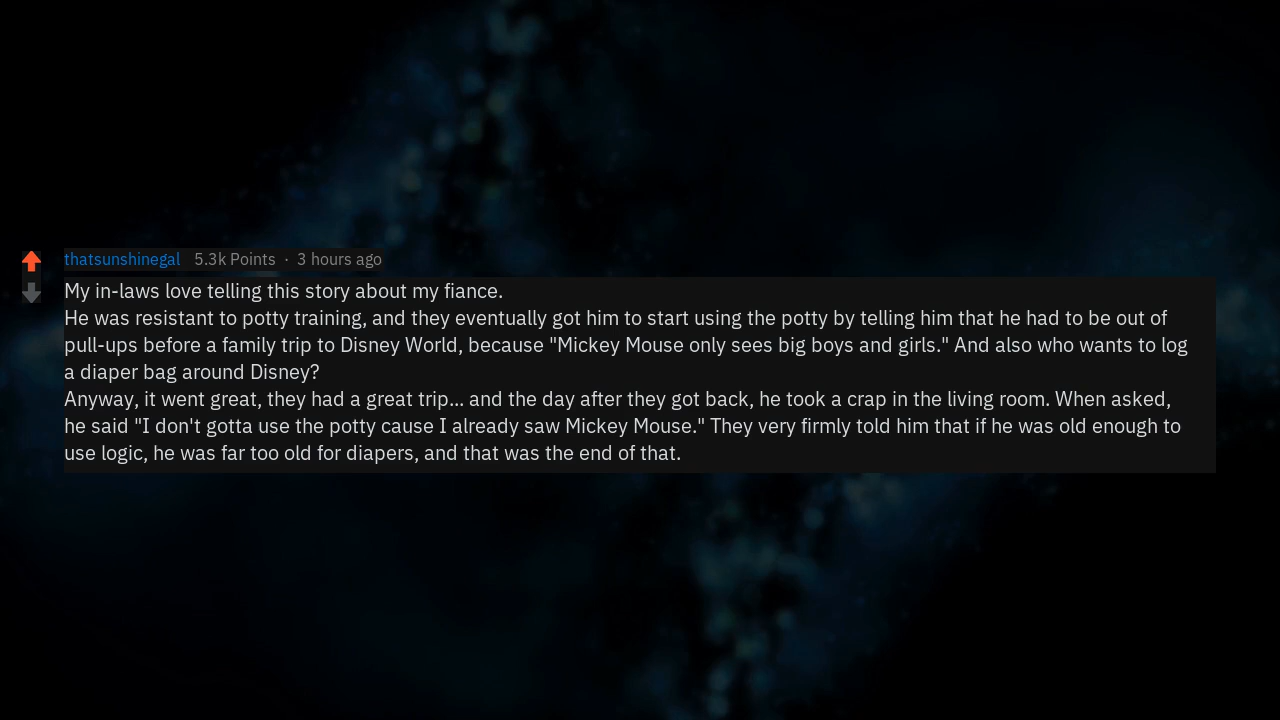 thatsunshinegal 5.3k Points · 3 hours ago
My in-laws love telling this story about my fiance.
He was resistant to potty training, and they eventually got him to start using the potty by telling him that he had to be out of
pull-ups before a family trip to Disney World, because "Mickey Mouse only sees big boys and girls." And also who wants to log
a diaper bag around Disney?
Anyway, it went great, they had a great trip... and the day after they got back, he took a crap in the living room. When asked,
he said "I don't gotta use the potty cause I already saw Mickey Mouse." They very firmly told him that if he was old enough to
use logic, he was far too old for diapers, and that was the end of that.